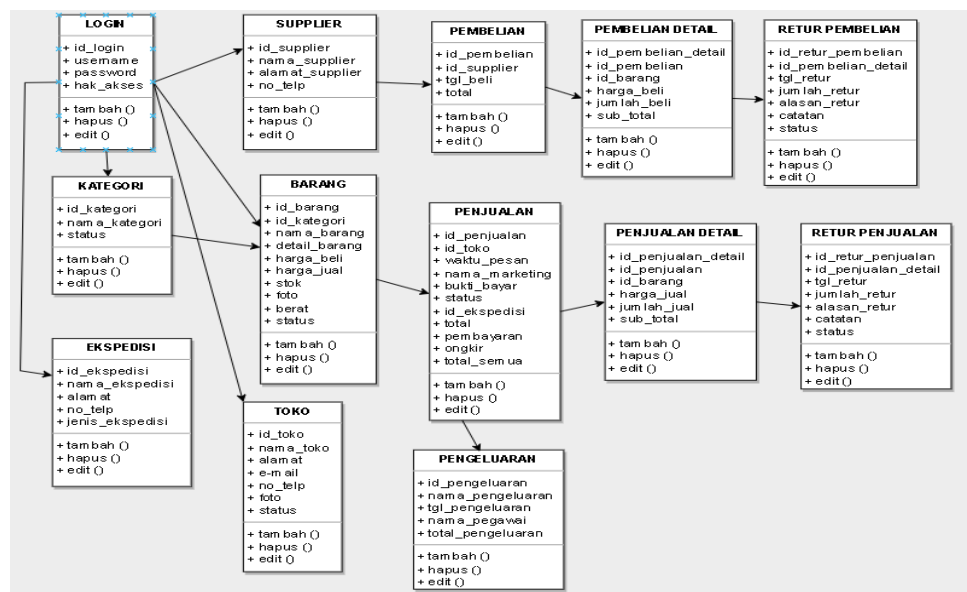 LOGIN
+ id_login
+ username
+ password
+ hak_akses
+ tambah ()
+ hapus ()
+ edit ()
SUPPLIER
+ id_supplier
+ nama_supplier
+ alamat_supplier
+ no_telp
+ tambah ()
+ hapus ()
+ edit ()
PEMBELIAN
+ id_pembelian
+ id_supplier
+ tgl_beli
+ total
+ tambah ()
+ hapus ()
+ edit ()
PEMBELIAN DETAIL
+ id_pembelian_detail
+ id_pembelian
+ id_barang
+ harga_beli
+ jumlah_beli
+ sub_total
+ tambah ()
+ hapus ()
+ edit ()
RETUR PEMBELIAN
+ id_retur_pembelian
+ id_pembelian_detail
+ tgl_retur
+ jumlah_retur
+ alasan_retur
+ catatan
+ status
+ tambah ()
+ hapus ()
+ edit ()
KATEGORI
+ id_kategori
+ nama_kategori
+ status
+ tambah ()
+ hapus ()
+ edit ()
BARANG
+ id_barang
+ id_kategori
+ nama_barang
+ detail_barang
+ harga_beli
+ harga_jual
+ stok
+ foto
+ berat
+ status
+ tambah ()
+ hapus ()
+ edit ()
PENJUALAN
+ id_penjualan
+ id_toko
+ waktu_pesan
+ nama_marketing
+ bukti_bayar
+ status
+ id_ekspedisi
+ total
+ pembayaran
+ ongkir
+ total_semua
+ tambah ()
+ hapus ()
+ edit ()
PENJUALAN DETAIL
+ id_penjualan_detail
+ id_penjualan
+ id_barang
+ harga_jual
+ jumlah_jual
+ sub_total
+ tambah ()
+ hapus ()
+ edit ()
RETUR PENJUALAN
+ id_retur_penjualan
+ id_penjualan_detail
+ tgl_retur
+ jumlah_retur
+ alasan_retur
+ catatan
+ status
+ tambah ()
+ hapus ()
+ edit ()
EKSPEDISI
+ id_ekspedisi
+ nama_ekspedisi
+ alamat
+ no_telp
+ jenis_ekspedisi
+ tambah ()
+ hapus ()
+ edit ()
TOKO
+ id_toko
+ nama_toko
+ alamat
+ e-mail
+ no_telp
+ foto
+ status
+ tambah ()
+ hapus ()
+ edit ()
PENGELUARAN
+ id_pengeluaran
+ nama_pengeluaran
+ tgl_pengeluaran
+ nama_pegawai
+ total_pengeluaran
+ tambah ()
+ hapus ()
+ edit ()